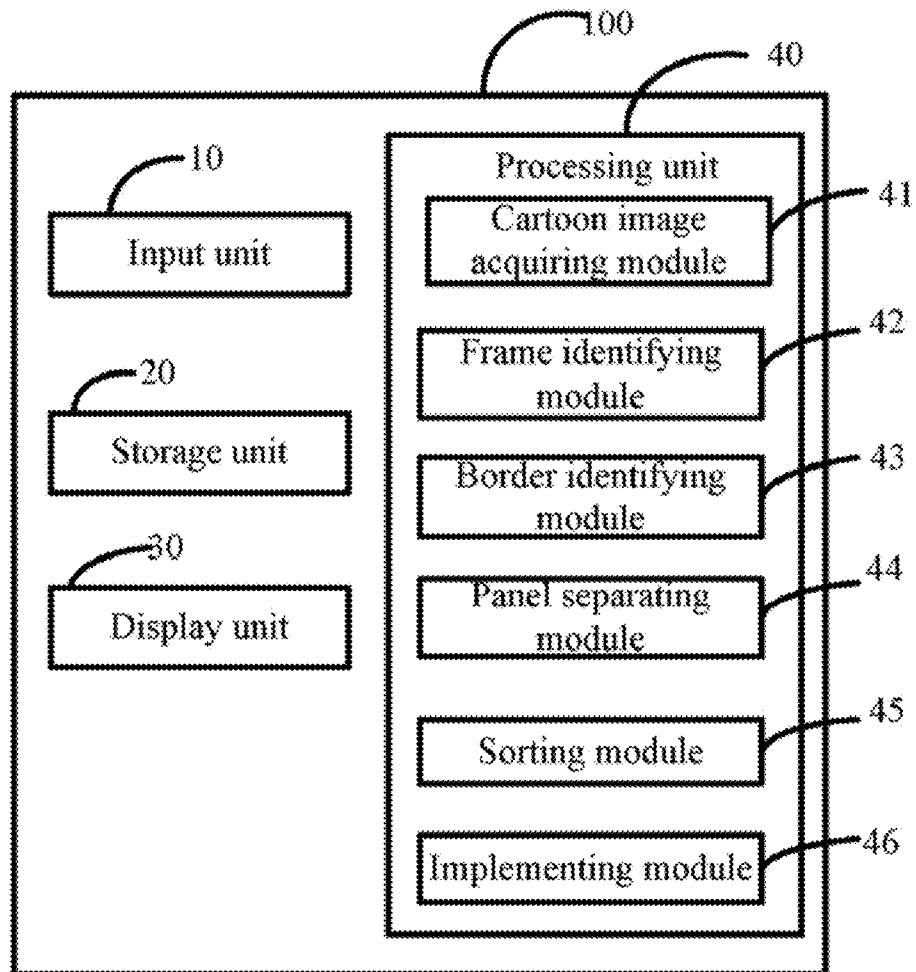 100
40
10
Input unit
20
Storage unit
30
Display unit
Processing unit
41
Cartoon image
acquiring module
42
Frame identifying
module
43
Border identifying
module
44
Panel separating
module
45
Sorting module
46
Implementing module